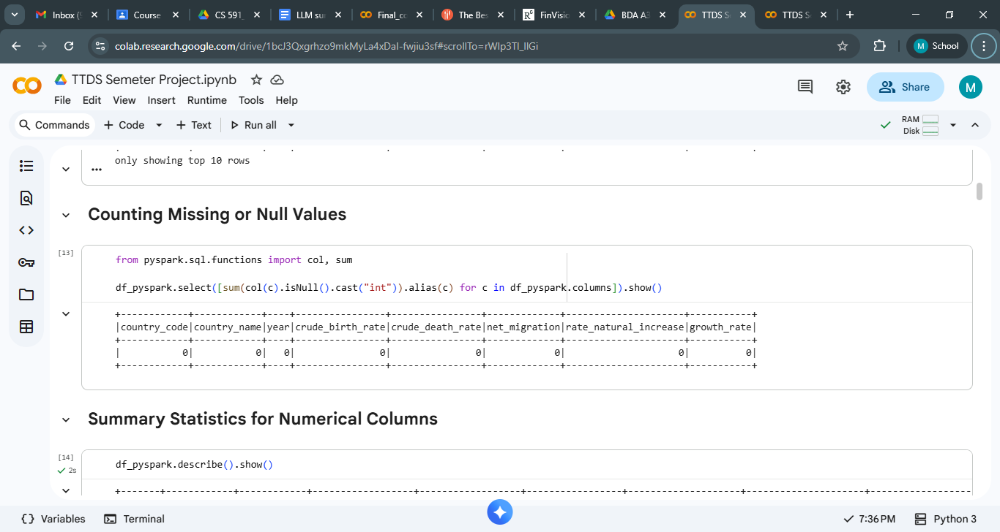 Inbox (
Course
CS 591_
LLM su
Final_c
The Bes
FinVisio
BDA A3
TTDS S
TTDS S
colab.research.google.com/drive/1bcJ3Qxgrhzo9mkMyLa4xDaI-fwjiu3sf#scrollTo=rWIp3TI_IIGi
M School
TTDS Semeter Project.ipynb
File Edit View Insert Runtime Tools Help
Share
M
Commands + Code + Text Run all
RAM
Disk
only showing top 10 rows
Counting Missing or Null Values
[13]
from pyspark.sql.functions import col, sum
df_pyspark.select([sum(col(c).isNull().cast("int")).alias(c) for c in df_pyspark.columns]).show()
+------------+------------+----+----------------+----------------+-------------+---------------------+-----------+
|country_code|country_name|year|crude_birth_rate|crude_death_rate|net_migration|rate_natural_increase|growth_rate|
+------------+------------+----+----------------+----------------+-------------+---------------------+-----------+
|           0|           0|   0|               0|               0|            0|                    0|          0|
+------------+------------+----+----------------+----------------+-------------+---------------------+-----------+
Summary Statistics for Numerical Columns
[14]
2s
df_pyspark.describe().show()
Variables
Terminal
7:36 PM
Python 3